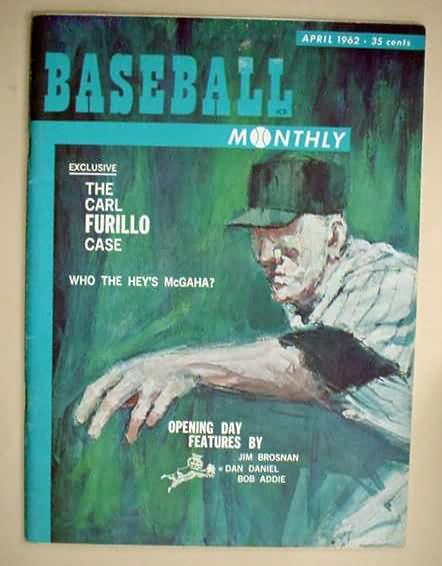 APRIL 1962 • 35 cents
BASEBALL
MONTHLY
EXCLUSIVE
THE
CARL
FURILLO
CASE
WHO THE HEY'S McGAHA?
OPENING DAY
FEATURES BY
JIM BROSNAN
DAN DANIEL
BOB ADDIE